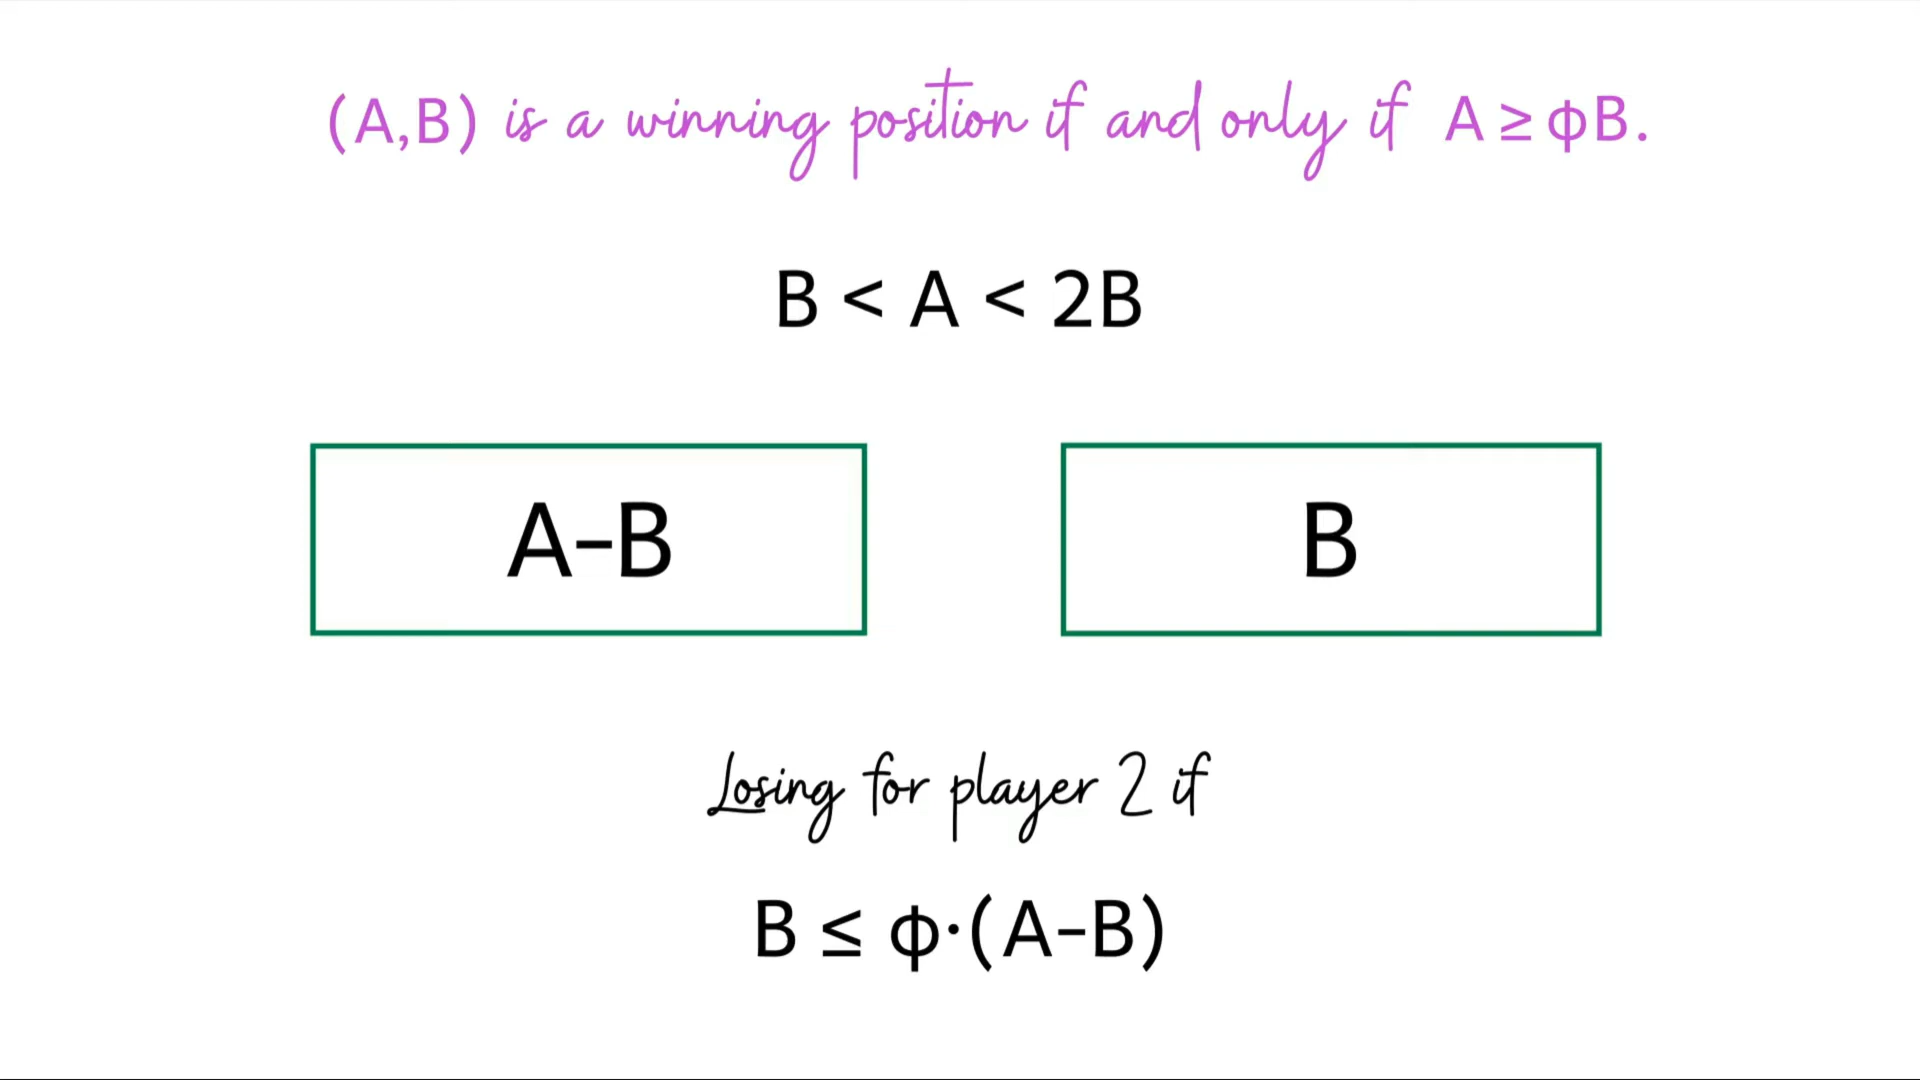 (A,B) is a winning position if and only if A ≥ ϕB.
B < A < 2B
A–B
B
Losing for player 2 if
B ≤ ϕ·(A–B)